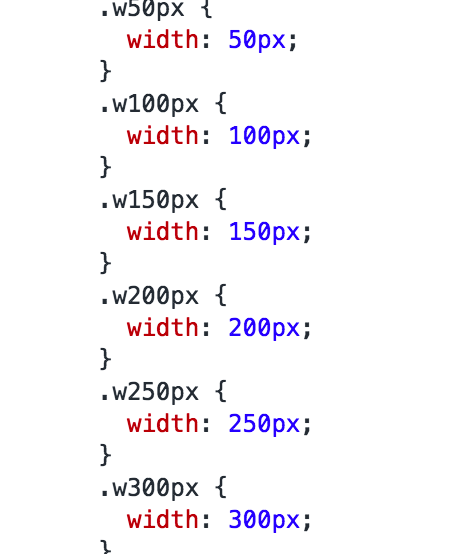 .w50px {
  width: 50px;
}
.w100px {
  width: 100px;
}
.w150px {
  width: 150px;
}
.w200px {
  width: 200px;
}
.w250px {
  width: 250px;
}
.w300px {
  width: 300px;
}